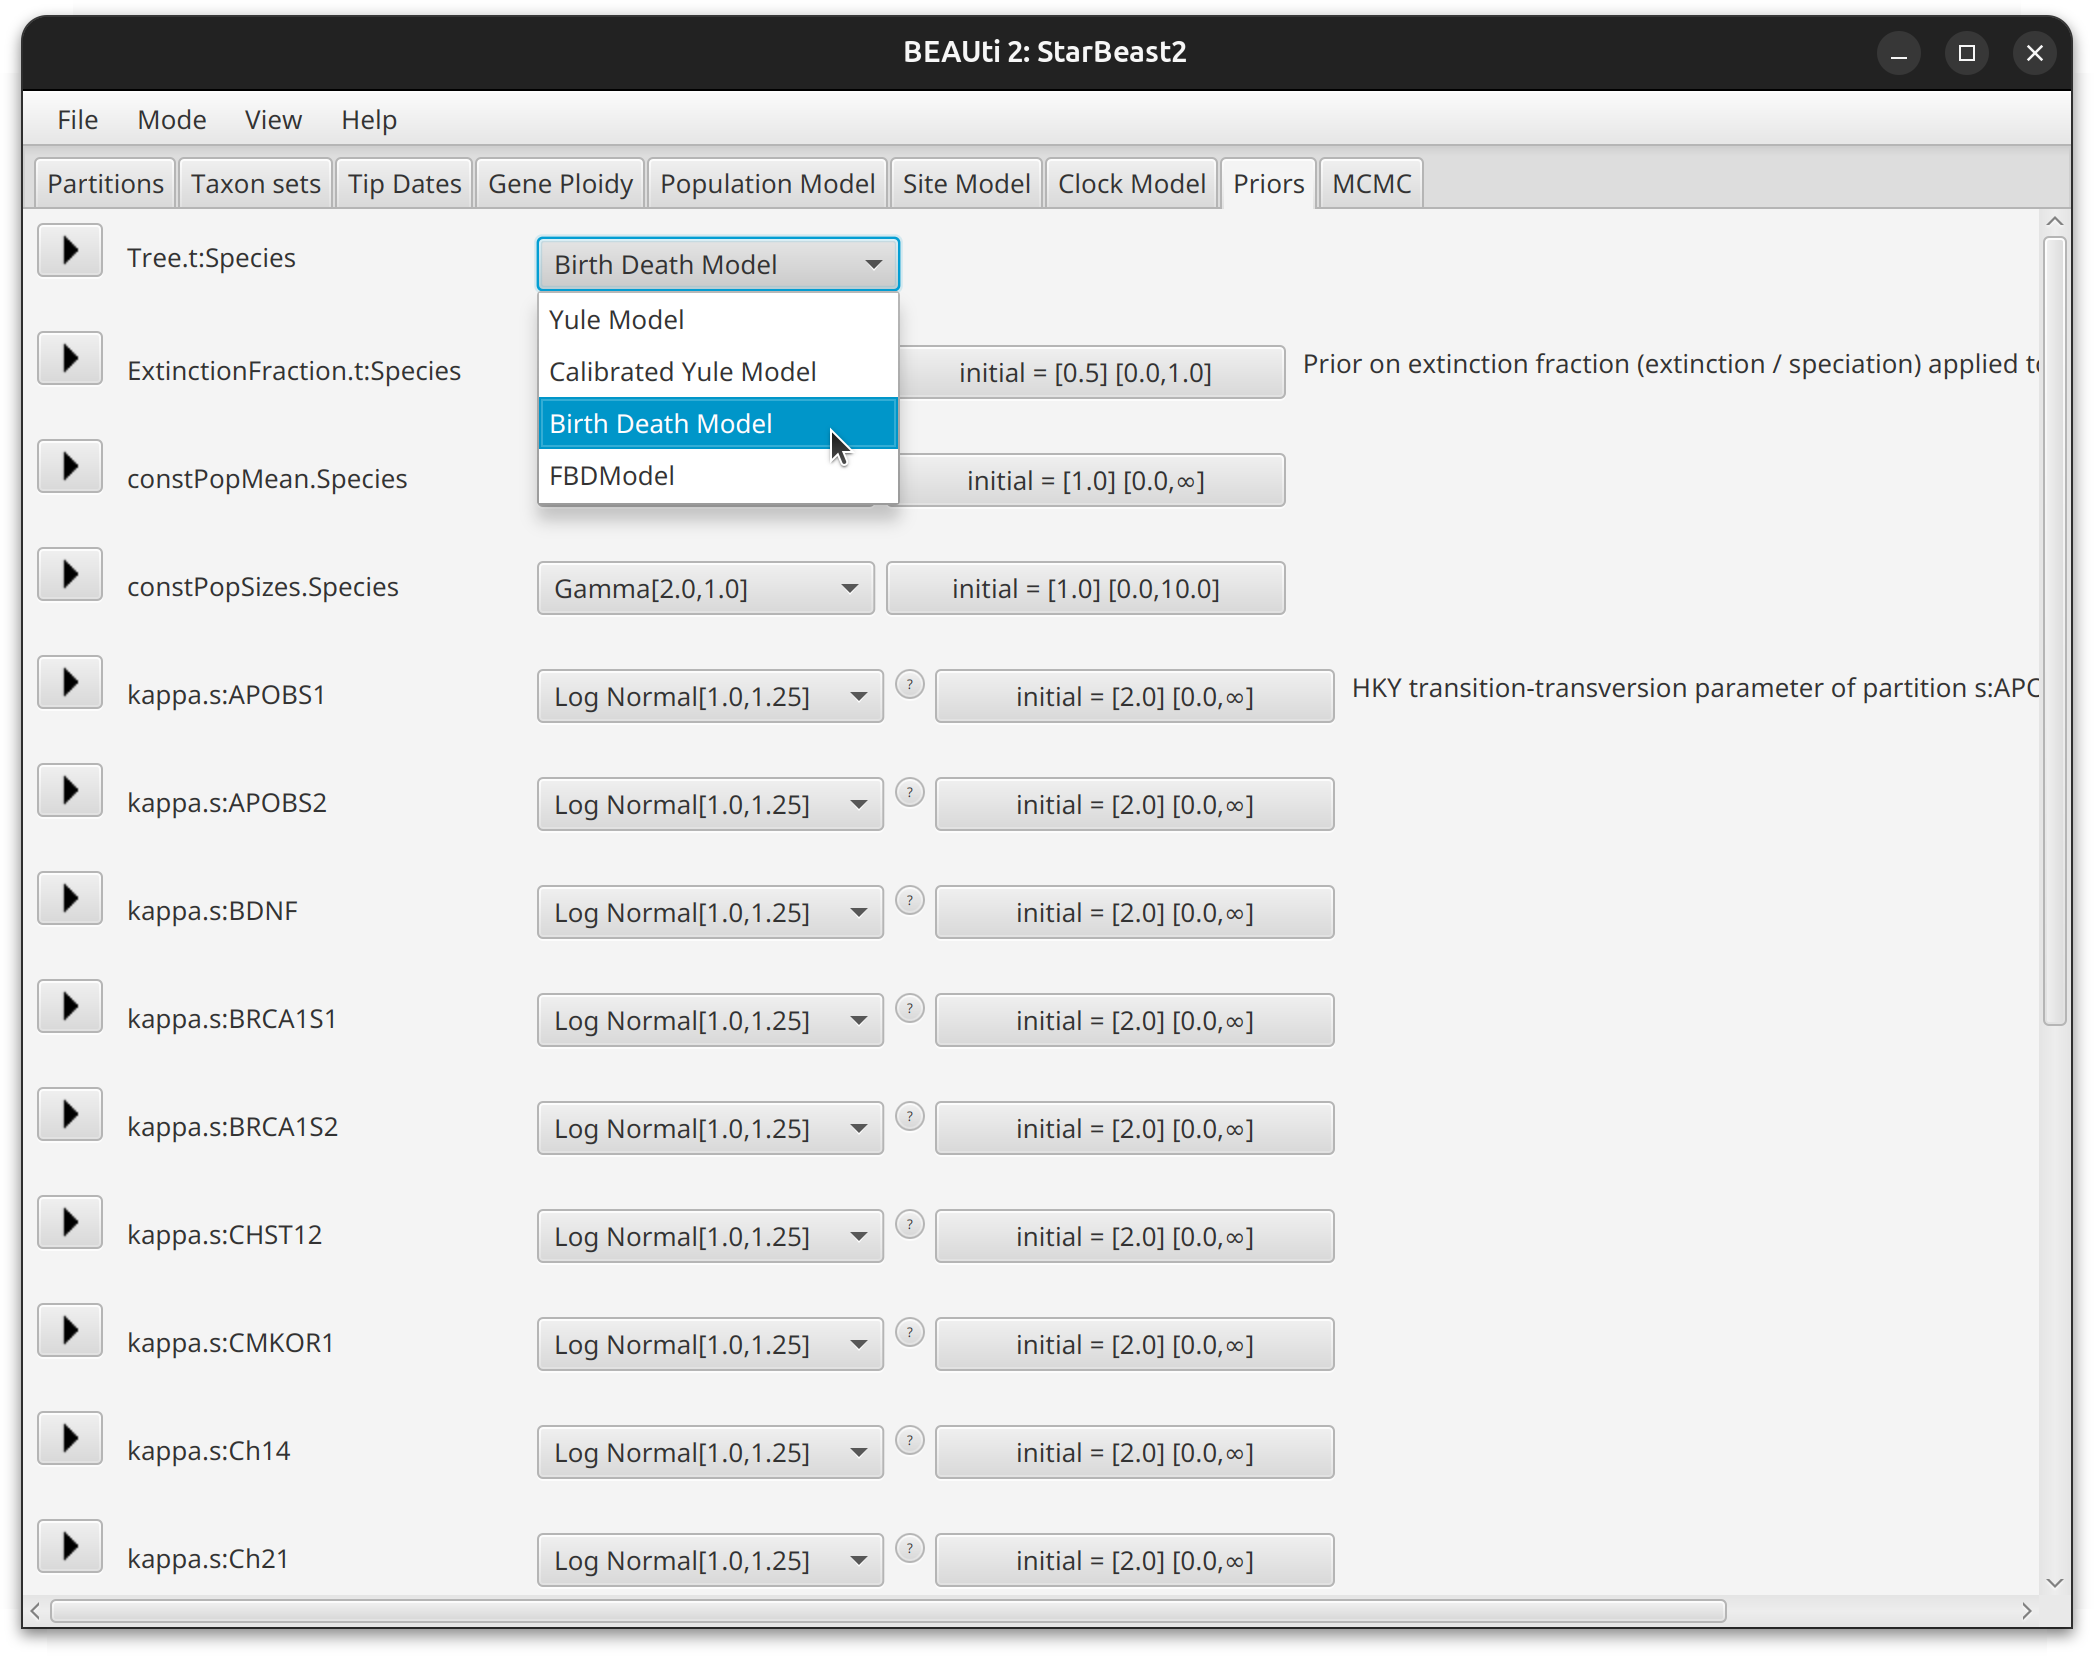 BEAUti 2: StarBeast2
File Mode View Help
Partitions Taxon sets Tip Dates Gene Ploidy Population Model Site Model Clock Model Priors MCMC
Tree.t:Species Birth Death Model
Yule Model
ExtinctionFraction.t:Species Calibrated Yule Model initial = [0.5] [0.0,1.0] Prior on extinction fraction (extinction / speciation) applied to
Birth Death Model
constPopMean.Species FBDModel initial = [1.0] [0.0,∞]
constPopSizes.Species Gamma[2.0,1.0] initial = [1.0] [0.0,10.0]
kappa.s:APOBS1 Log Normal[1.0,1.25] ? initial = [2.0] [0.0,∞] HKY transition-transversion parameter of partition s:APO
kappa.s:APOBS2 Log Normal[1.0,1.25] ? initial = [2.0] [0.0,∞]
kappa.s:BDNF Log Normal[1.0,1.25] ? initial = [2.0] [0.0,∞]
kappa.s:BRCA1S1 Log Normal[1.0,1.25] ? initial = [2.0] [0.0,∞]
kappa.s:BRCA1S2 Log Normal[1.0,1.25] ? initial = [2.0] [0.0,∞]
kappa.s:CHST12 Log Normal[1.0,1.25] ? initial = [2.0] [0.0,∞]
kappa.s:CMKOR1 Log Normal[1.0,1.25] ? initial = [2.0] [0.0,∞]
kappa.s:Ch14 Log Normal[1.0,1.25] ? initial = [2.0] [0.0,∞]
kappa.s:Ch21 Log Normal[1.0,1.25] ? initial = [2.0] [0.0,∞]